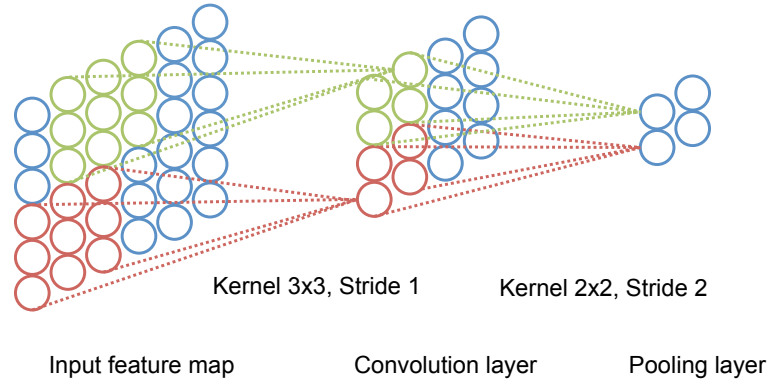 Kernel 3x3, Stride 1
Kernel 2x2, Stride 2
Input feature map
Convolution layer
Pooling layer